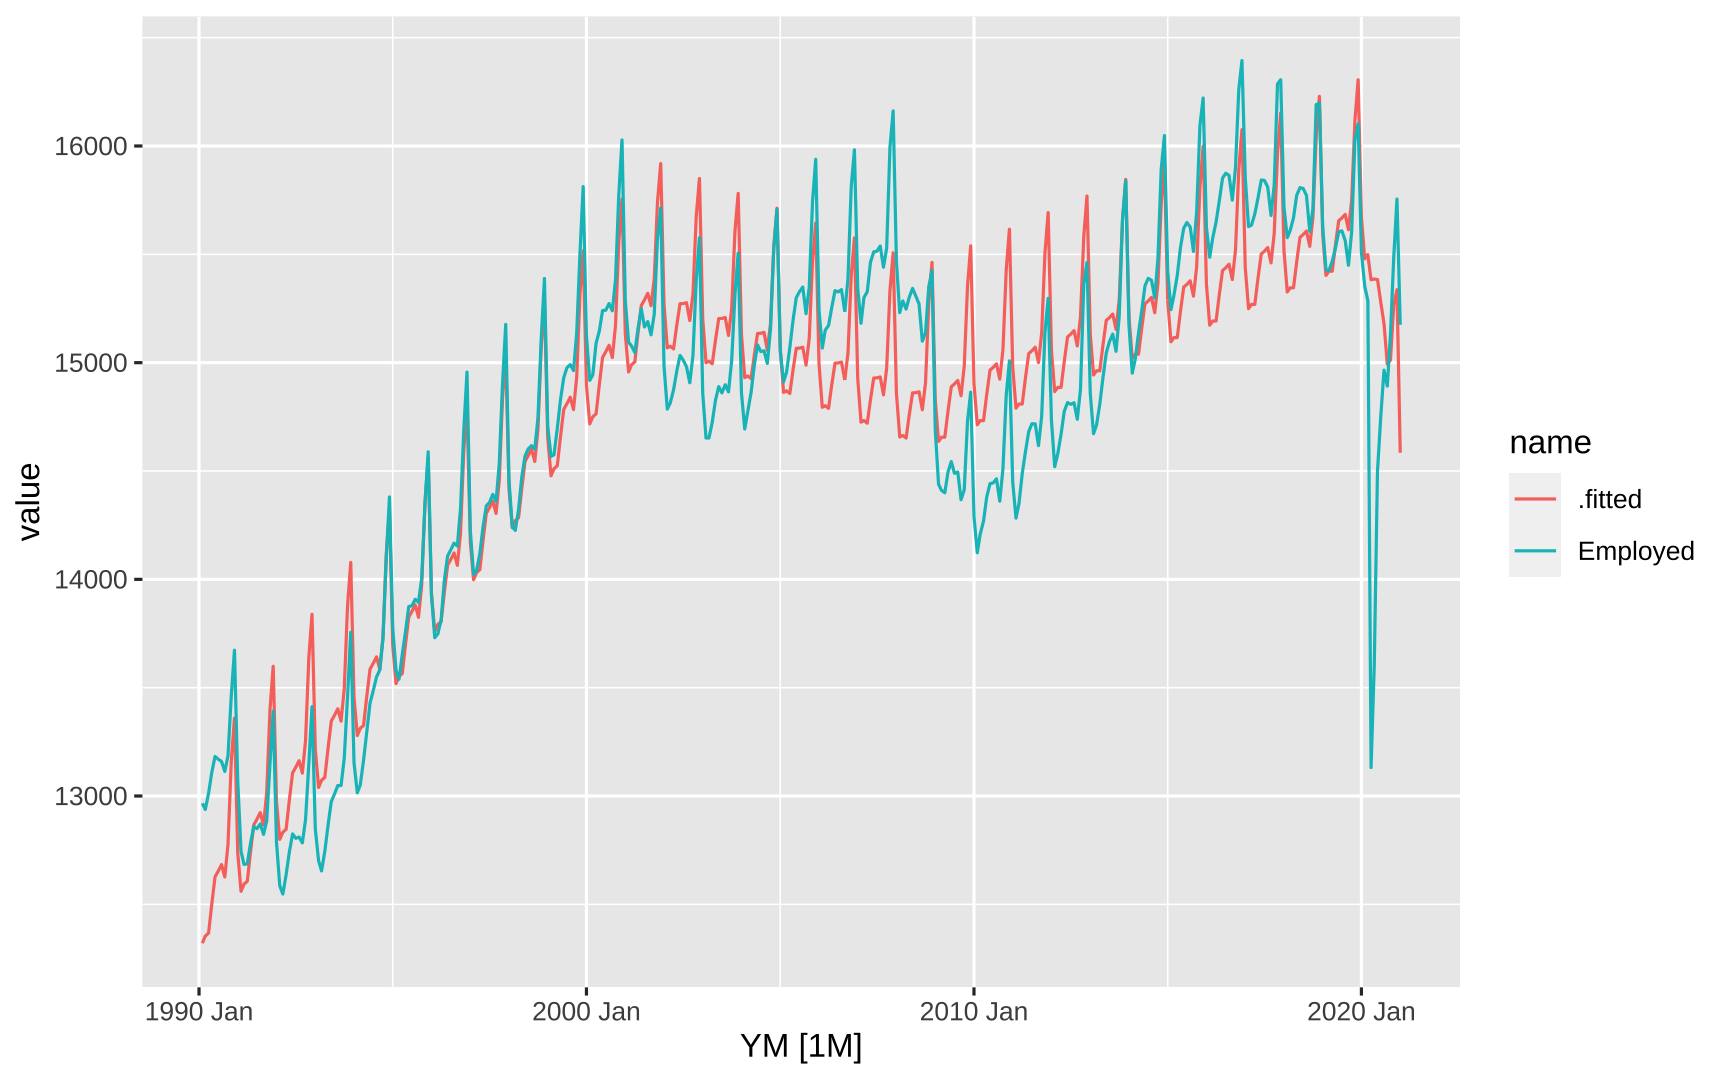 value
16000
15000
14000
13000
1990 Jan
2000 Jan
2010 Jan
2020 Jan
YM [1M]
name
.fitted
Employed